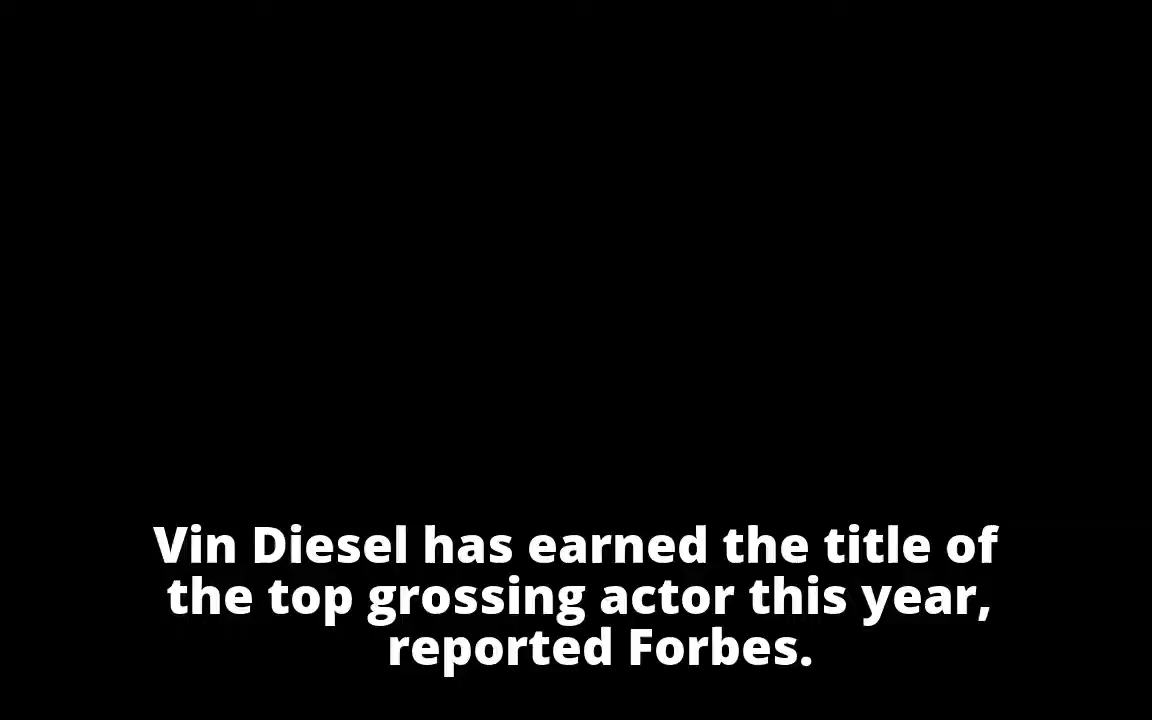 Vin Diesel has earned the title of
the top grossing actor this year,
reported Forbes.